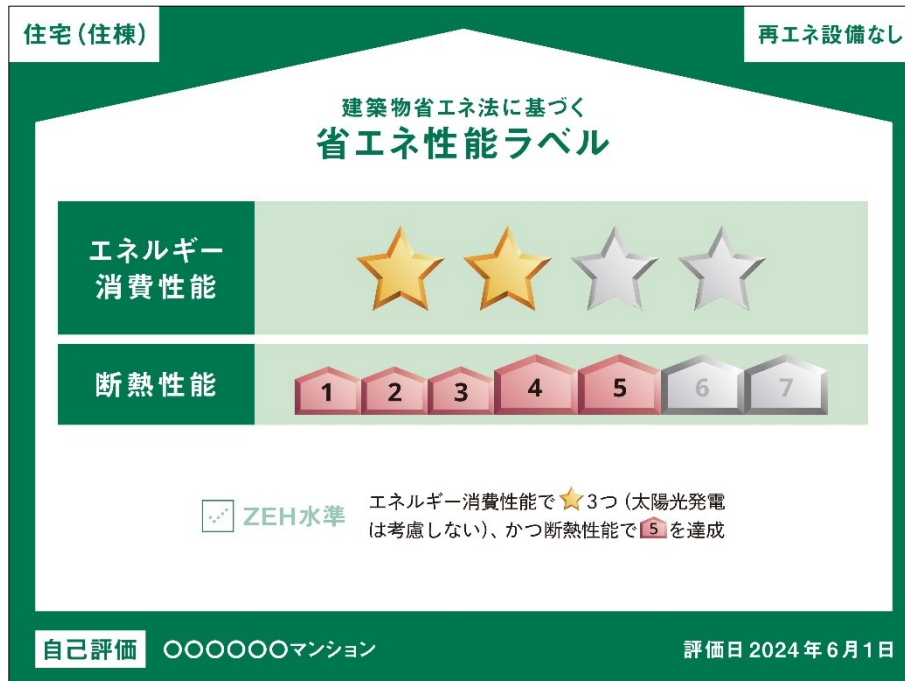 住宅(住棟)
再エネ設備なし
建築物省エネ法に基づく
省エネ性能ラベル
エネルギー
消費性能
断熱性能
1 2 3 4 5 6 7
ZEH水準
エネルギー消費性能で★3つ(太陽光発電
は考慮しない)、かつ断熱性能で5を達成
自己評価
〇〇〇〇〇〇マンション
評価日2024年6月1日